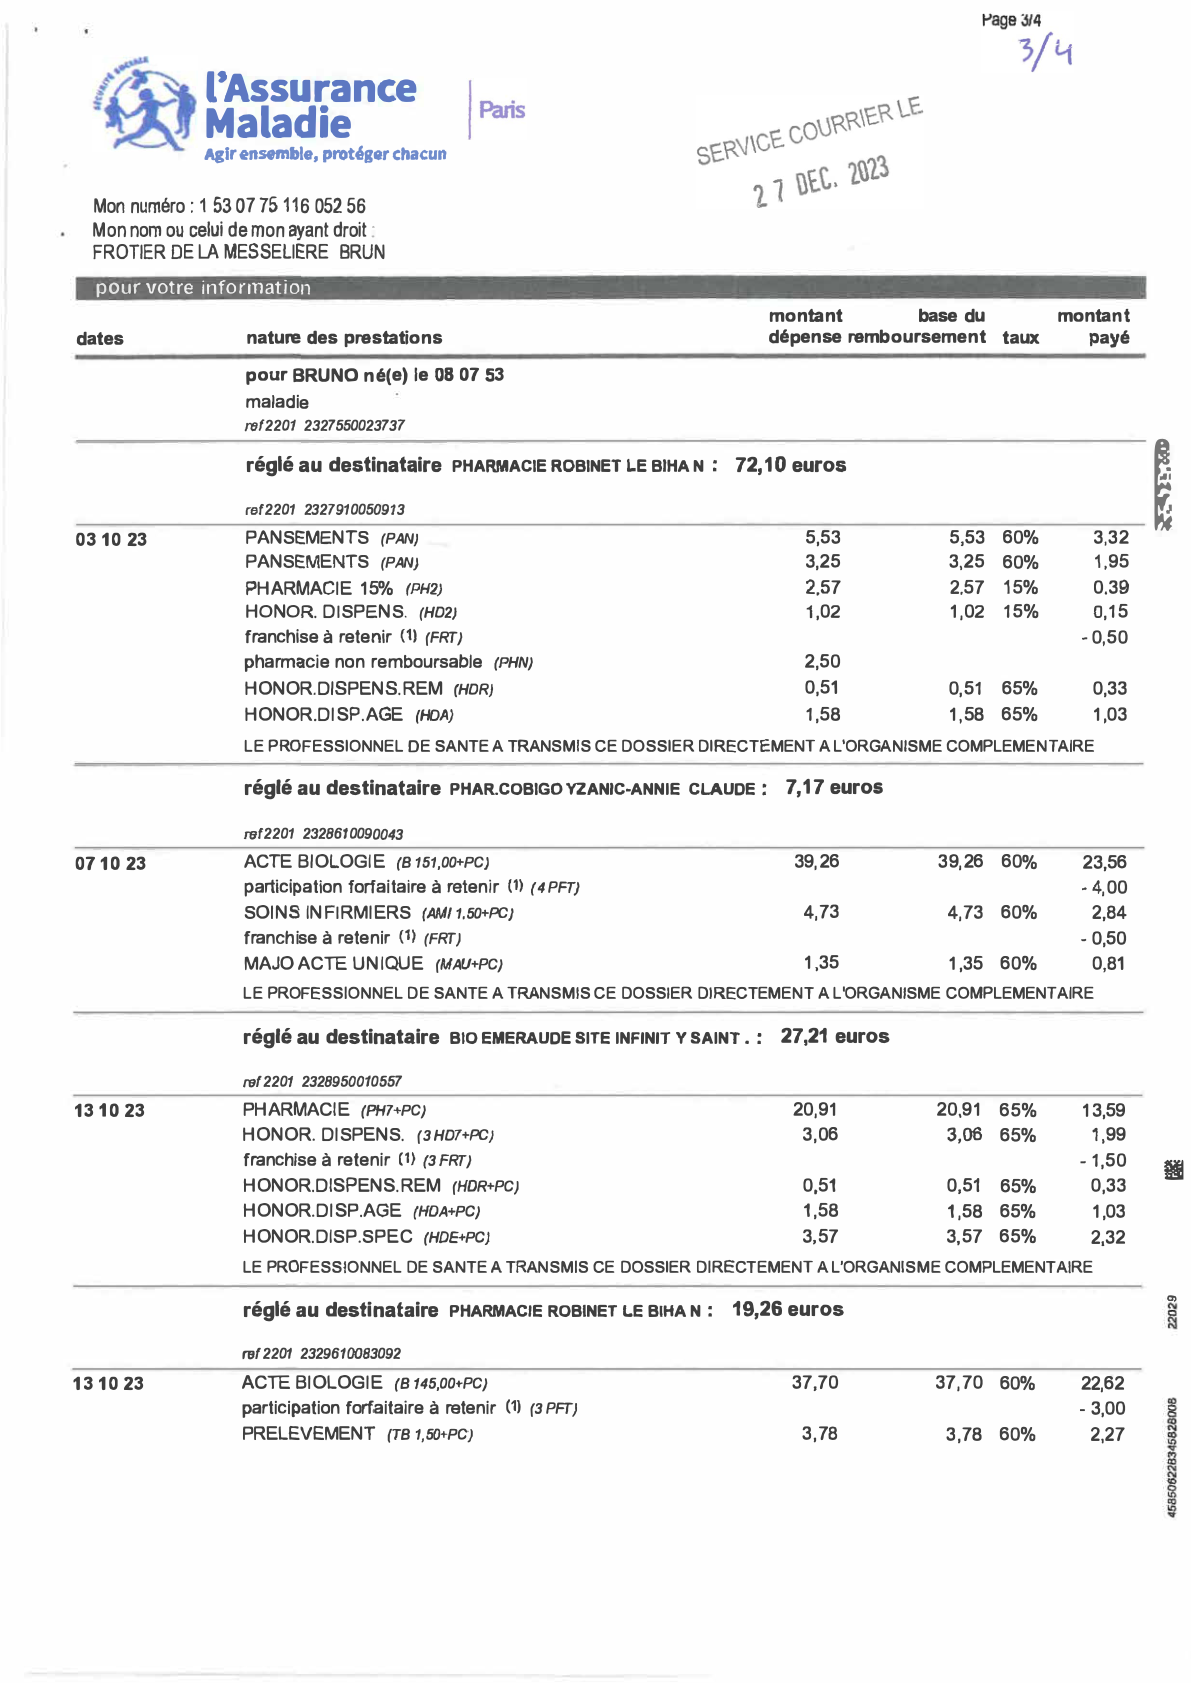 Page 3/4
3/4
SÉCURITÉ SOCIALE
l'Assurance
Maladie
Agir ensemble, protéger chacun
Paris
SERVICE COURRIER LE
27 DEC. 2023
Mon numéro : 1 53 07 75 116 052 56
Mon nom ou celui de mon ayant droit :
FROTIER DE LA MESSELIERE BRUN
pour votre information
dates nature des prestations montant dépense base du remboursement taux montant payé
pour BRUNO né(e) le 08 07 53
maladie
ref 2201 2327550023737
réglé au destinataire PHARMACIE ROBINET LE BIHA N : 72,10 euros
ref 2201 2327910050913
03 10 23 PANSEMENTS (PAN) 5,53 5,53 60% 3,32
PANSEMENTS (PAN) 3,25 3,25 60% 1,95
PHARMACIE 15% (PH2) 2,57 2,57 15% 0,39
HONOR. DISPENS. (HD2) 1,02 1,02 15% 0,15
franchise à retenir (1) (FRT) - 0,50
pharmacie non remboursable (PHN) 2,50
HONOR.DISPENS.REM (HDR) 0,51 0,51 65% 0,33
HONOR.DISP.AGE (HDA) 1,58 1,58 65% 1,03
LE PROFESSIONNEL DE SANTE A TRANSMIS CE DOSSIER DIRECTEMENT A L'ORGANISME COMPLEMENTAIRE
réglé au destinataire PHAR.COBIGO YZANIC-ANNIE CLAUDE : 7,17 euros
ref 2201 2328610090043
07 10 23 ACTE BIOLOGIE (B 151,00+PC) 39,26 39,26 60% 23,56
participation forfaitaire à retenir (1) (4 PFT) - 4,00
SOINS INFIRMIERS (AMI 1,50+PC) 4,73 4,73 60% 2,84
franchise à retenir (1) (FRT) - 0,50
MAJO ACTE UNIQUE (MAU+PC) 1,35 1,35 60% 0,81
LE PROFESSIONNEL DE SANTE A TRANSMIS CE DOSSIER DIRECTEMENT A L'ORGANISME COMPLEMENTAIRE
réglé au destinataire BIO EMERAUDE SITE INFINIT Y SAINT . : 27,21 euros
ref 2201 2328950010557
13 10 23 PHARMACIE (PH7+PC) 20,91 20,91 65% 13,59
HONOR. DISPENS. (3 HD7+PC) 3,06 3,06 65% 1,99
franchise à retenir (1) (3 FRT) - 1,50
HONOR.DISPENS.REM (HDR+PC) 0,51 0,51 65% 0,33
HONOR.DISP.AGE (HDA+PC) 1,58 1,58 65% 1,03
HONOR.DISP.SPEC (HDE+PC) 3,57 3,57 65% 2,32
LE PROFESSIONNEL DE SANTE A TRANSMIS CE DOSSIER DIRECTEMENT A L'ORGANISME COMPLEMENTAIRE
réglé au destinataire PHARMACIE ROBINET LE BIHA N : 19,26 euros
ref 2201 2329610083092
13 10 23 ACTE BIOLOGIE (B 145,00+PC) 37,70 37,70 60% 22,62
participation forfaitaire à retenir (1) (3 PFT) - 3,00
PRELEVEMENT (TB 1,50+PC) 3,78 3,78 60% 2,27
22029
458506228345828008